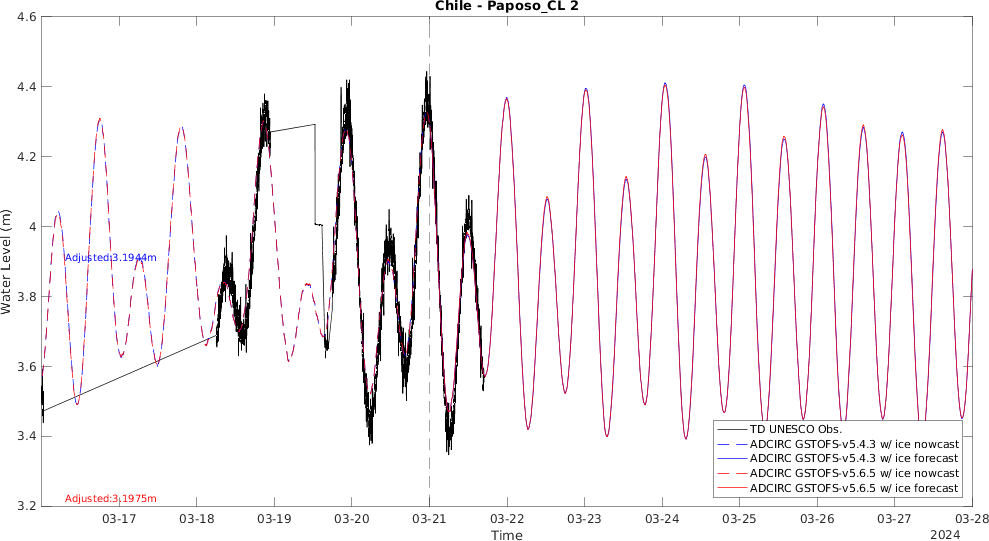 Chile - Paposo_CL 2
4.6
4.4
4.2
4
3.8
3.6
3.4
3.2
Water Level (m)
Adjusted:3.1944m
Adjusted:3.1975m
TD UNESCO Obs.
ADCIRC GSTOFS-v5.4.3 w/ ice nowcast
ADCIRC GSTOFS-v5.4.3 w/ ice forecast
ADCIRC GSTOFS-v5.6.5 w/ ice nowcast
ADCIRC GSTOFS-v5.6.5 w/ ice forecast
03-17 03-18 03-19 03-20 03-21 03-22 03-23 03-24 03-25 03-26 03-27 03-28
Time
2024